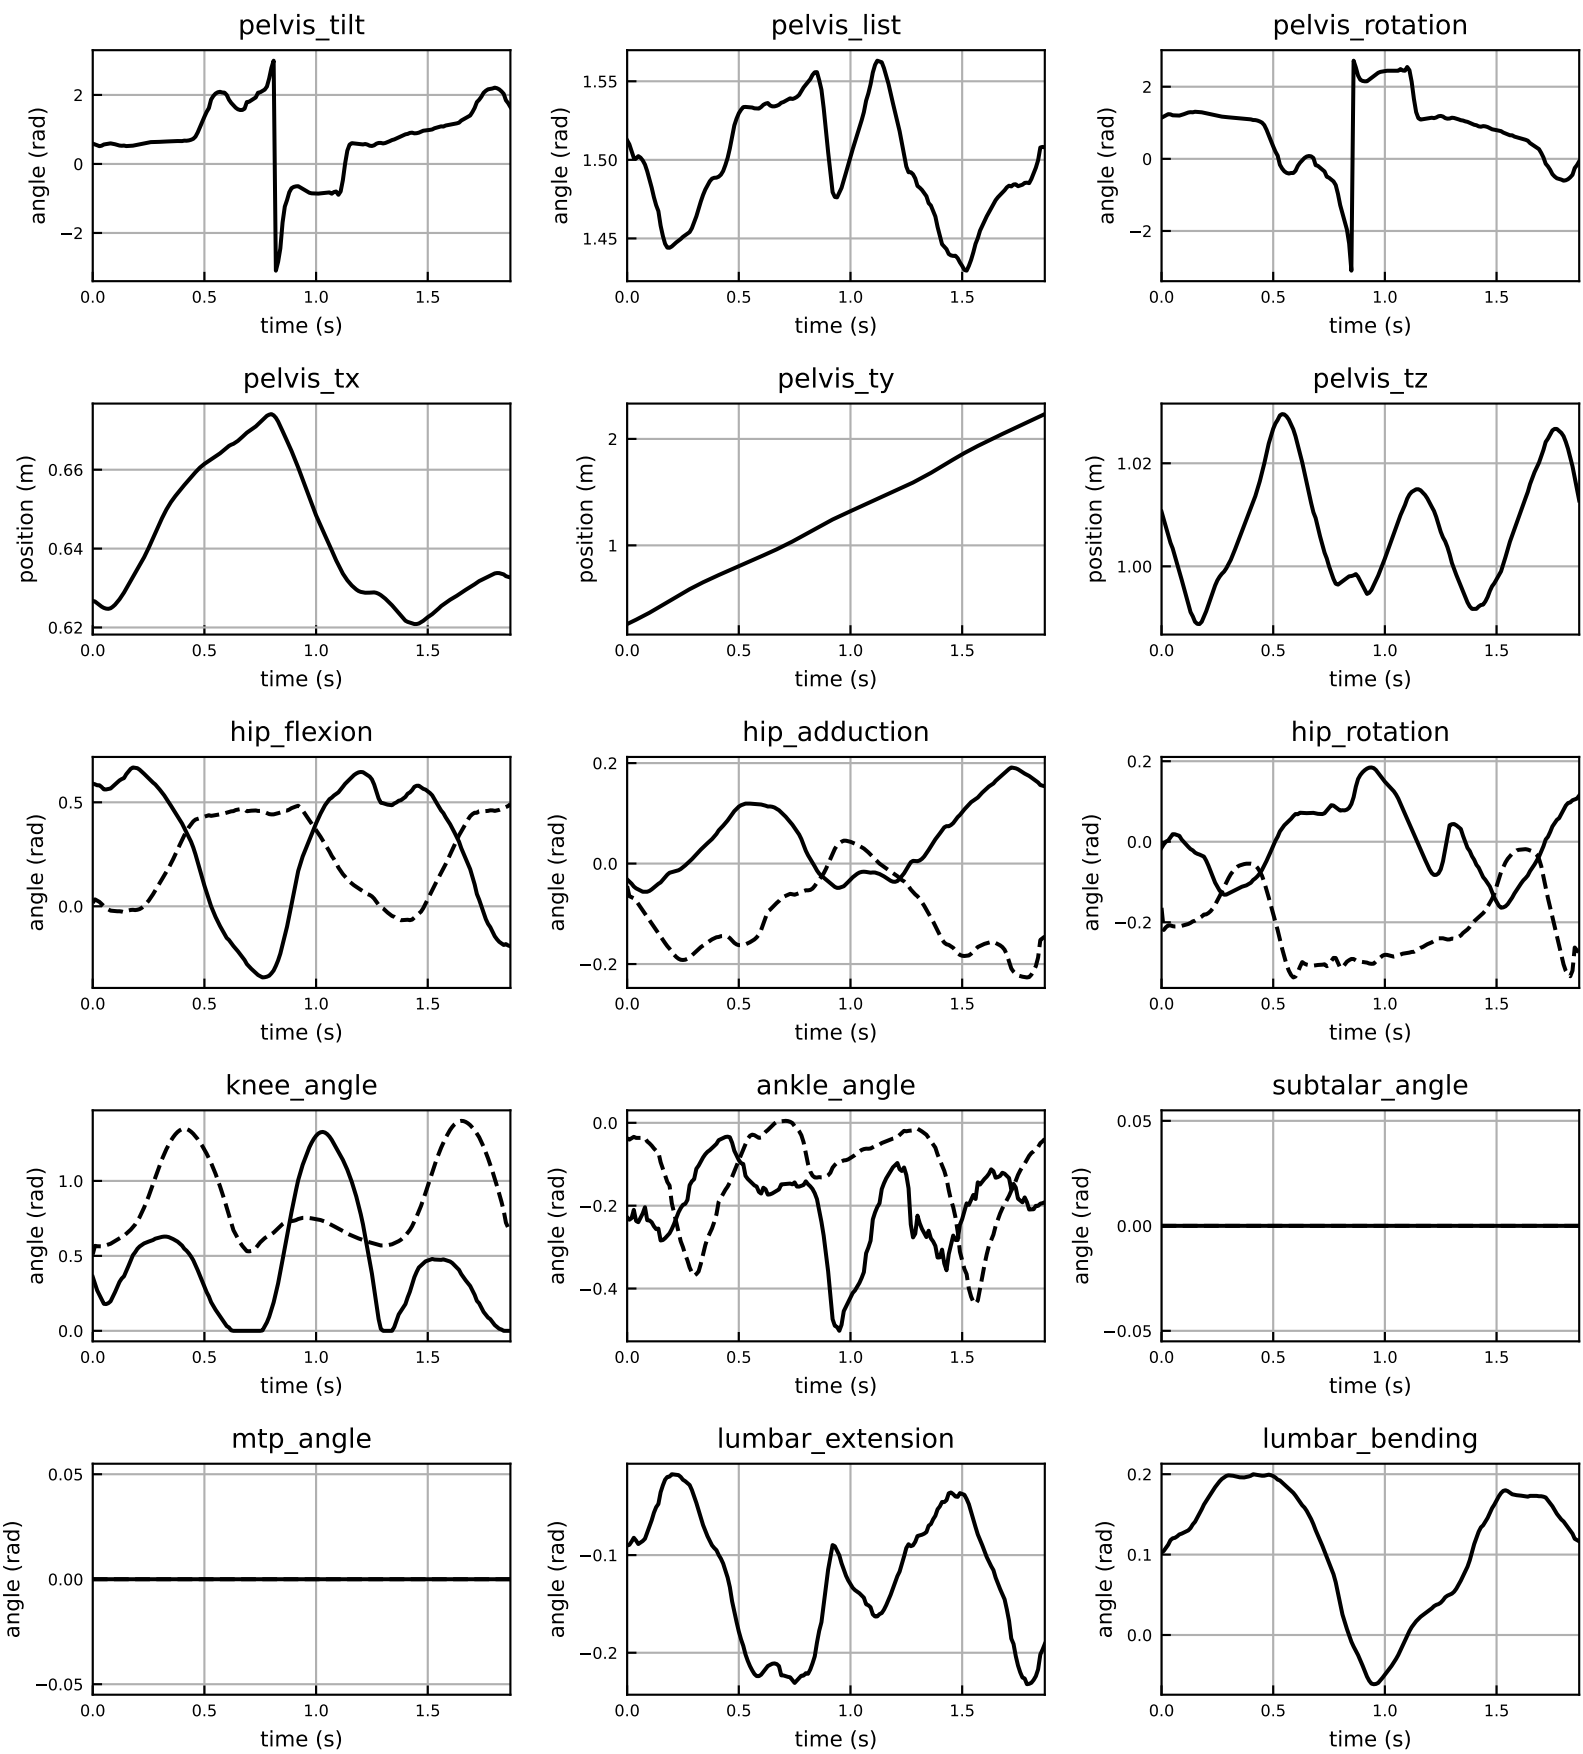 pelvis_tilt
pelvis_list
pelvis_rotation
angle (rad)
2
0
−2
0.0 0.5 1.0 1.5
time (s)
angle (rad)
1.55
1.50
1.45
0.0 0.5 1.0 1.5
time (s)
angle (rad)
2
0
−2
0.0 0.5 1.0 1.5
time (s)
pelvis_tx
pelvis_ty
pelvis_tz
position (m)
0.66
0.64
0.62
0.0 0.5 1.0 1.5
time (s)
position (m)
2
1
0.0 0.5 1.0 1.5
time (s)
position (m)
1.02
1.00
0.0 0.5 1.0 1.5
time (s)
hip_flexion
hip_adduction
hip_rotation
angle (rad)
0.5
0.0
0.0 0.5 1.0 1.5
time (s)
angle (rad)
0.2
0.0
−0.2
0.0 0.5 1.0 1.5
time (s)
angle (rad)
0.2
0.0
−0.2
0.0 0.5 1.0 1.5
time (s)
knee_angle
ankle_angle
subtalar_angle
angle (rad)
1.0
0.5
0.0
0.0 0.5 1.0 1.5
time (s)
angle (rad)
0.0
−0.2
−0.4
0.0 0.5 1.0 1.5
time (s)
angle (rad)
0.05
0.00
−0.05
0.0 0.5 1.0 1.5
time (s)
mtp_angle
lumbar_extension
lumbar_bending
angle (rad)
0.05
0.00
−0.05
0.0 0.5 1.0 1.5
time (s)
angle (rad)
−0.1
−0.2
0.0 0.5 1.0 1.5
time (s)
angle (rad)
0.2
0.1
0.0
0.0 0.5 1.0 1.5
time (s)